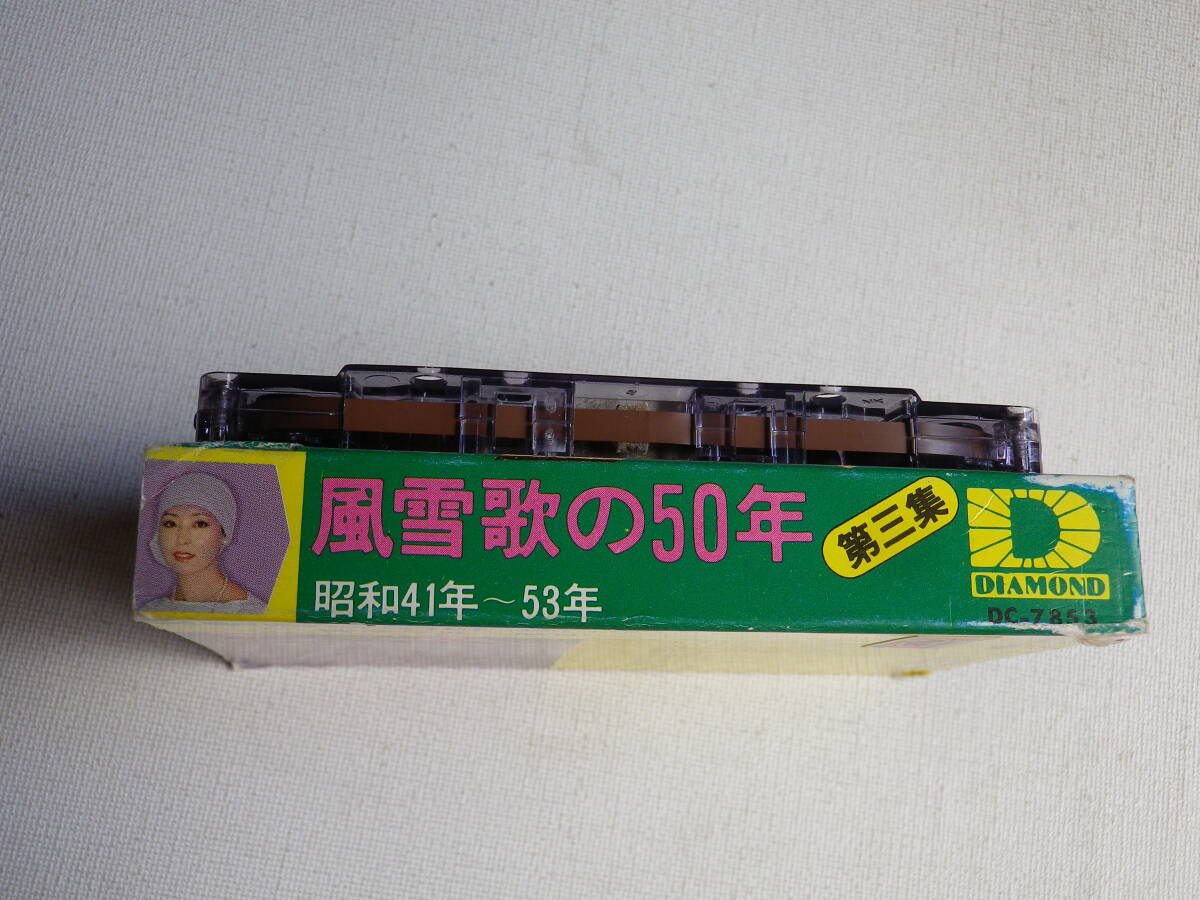 風雪歌の50年
昭和41年~53年
第三集
D
DIAMOND
DC-7853